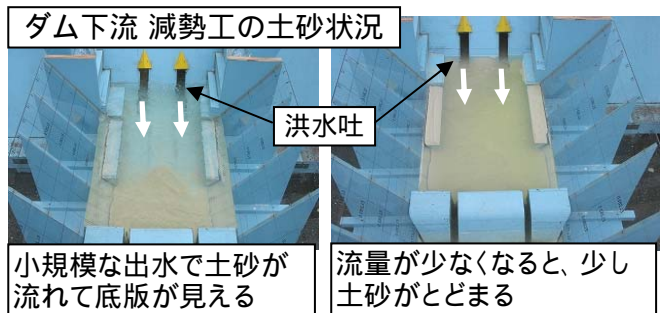 ダム下流 減勢工の土砂状況
洪水吐
小規模な出水で土砂が
流れて底版が見える
流量が少なくなると、少し
土砂がとどまる